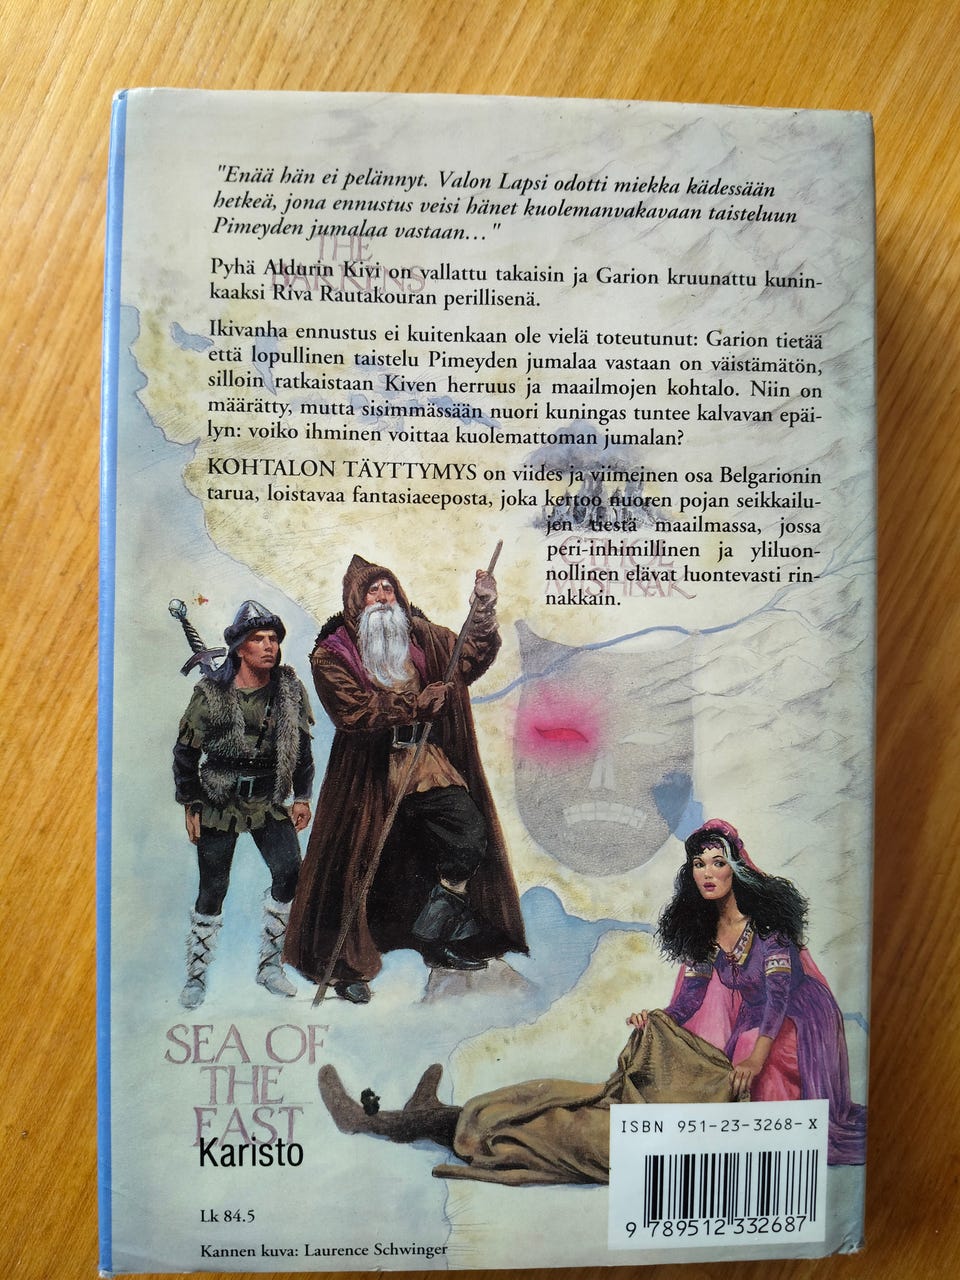 "Enää hän ei pelännyt. Valon Lapsi odotti miekka kädessään
hetkeä, jona ennustus veisi hänet kuolemanvakavaan taisteluun
Pimeyden jumalaa vastaan..."
THE
BARRENS
Pyhä Aldurin Kivi on vallattu takaisin ja Garion kruunattu kunin-
kaaksi Riva Rautakouran perillisenä.
Ikivanha ennustus ei kuitenkaan ole vielä toteutunut: Garion tietää
että lopullinen taistelu Pimeyden jumalaa vastaan on väistämätön,
silloin ratkaistaan Kiven herruus ja maailmojen kohtalo. Niin on
määrätty, mutta sisimmässään nuori kuningas tuntee kalvavan epäi-
lyn: voiko ihminen voittaa kuolemattoman jumalan?
KOHTALON TÄYTTYMYS on viides ja viimeinen osa Belgarionin
tarua, loistavaa fantasiaeeposta, joka kertoo nuoren pojan seikkailu-
jen tiestä maailmassa, jossa
peri-inhimillinen ja yliluon-
nollinen elävat luontevasti rin-
nakkain.
CTHOL
MISHRAK
SEA OF
THE
EAST
Karisto
Lk 84.5
Kannen kuva: Laurence Schwinger
ISBN 951-23-3268-X
9 789512 332687